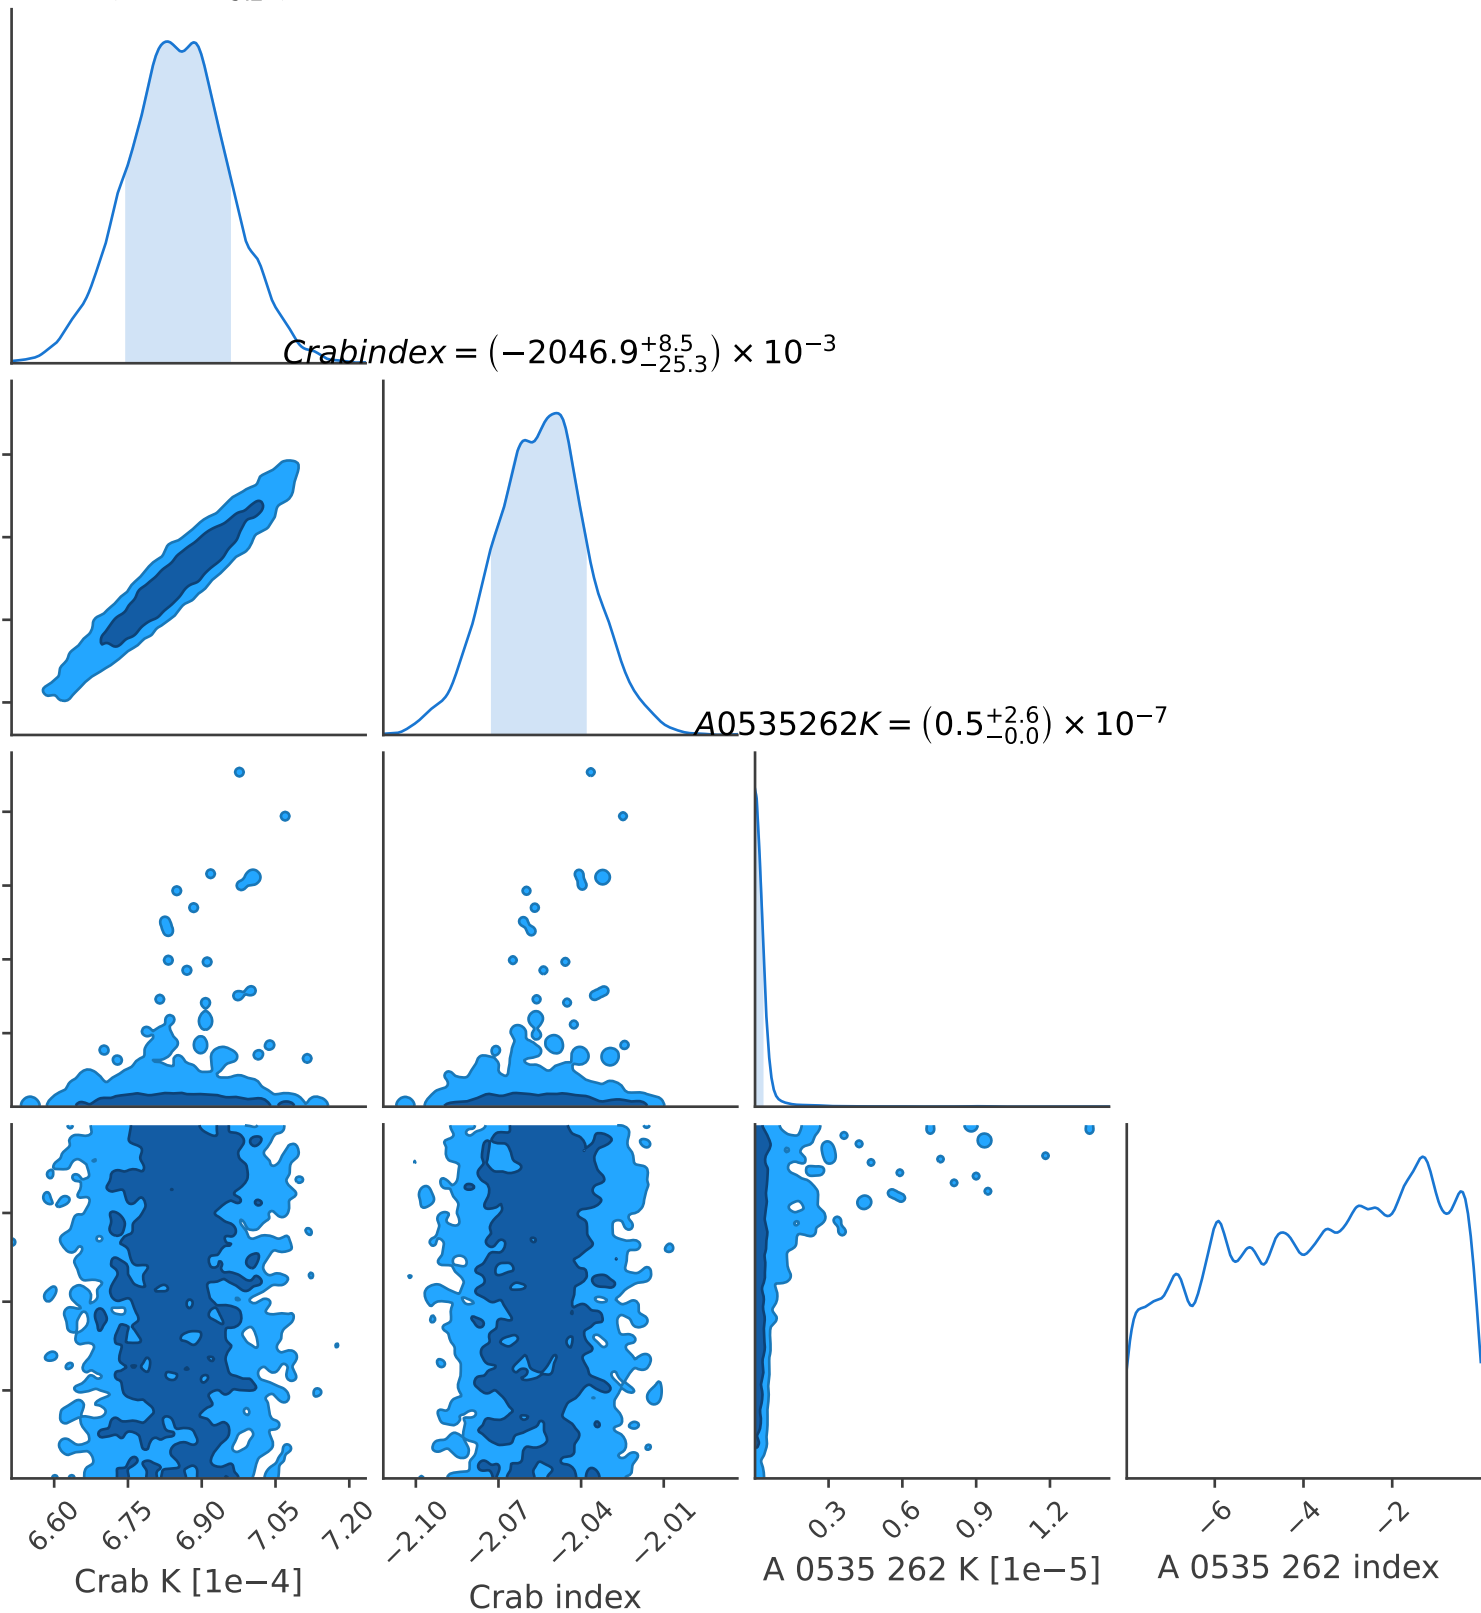 Crabindex = (−2046.9 +8.5 −25.3) × 10−3
A0535262K = (0.5 +2.6 −0.0) × 10−7
6.60 6.75 6.90 7.05 7.20
−2.10 −2.07 −2.04 −2.01
0.3 0.6 0.9 1.2
−6 −4 −2
Crab K [1e−4]
Crab index
A 0535 262 K [1e−5]
A 0535 262 index